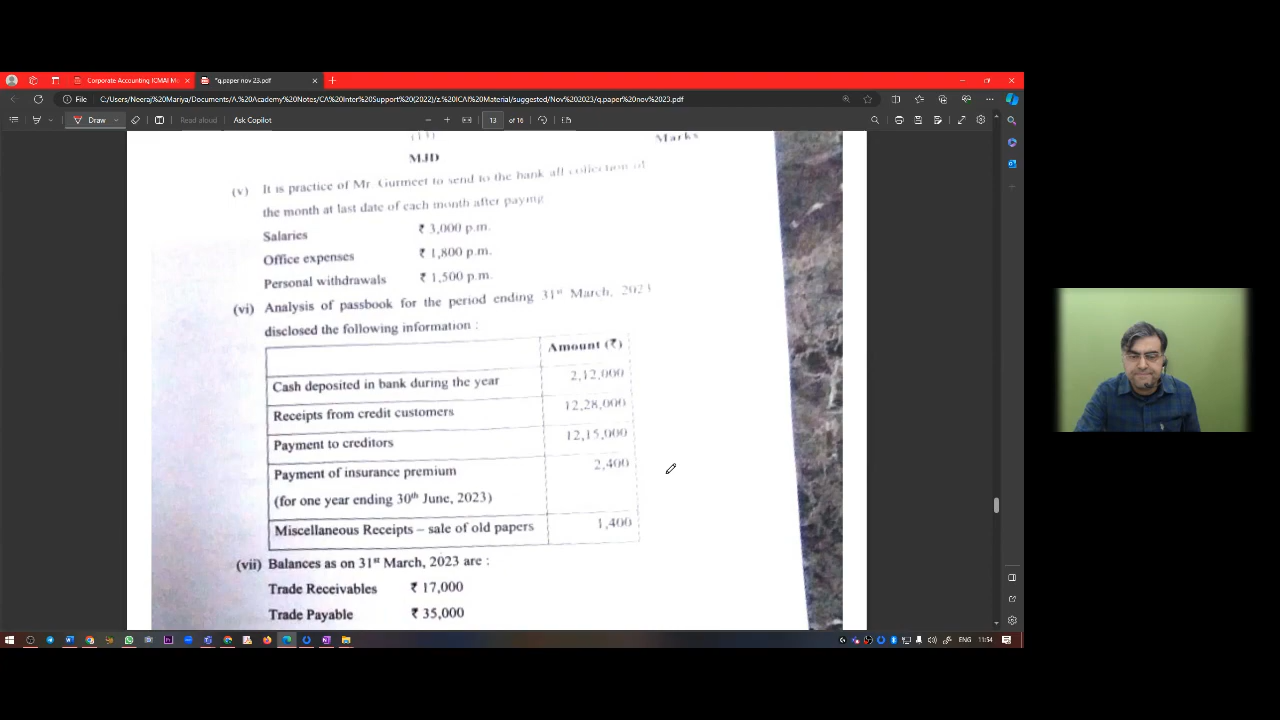 Corporate Accounting ICMAI M
*q.paper nov 23.pdf
File C:/Users/Neeraj%20Mariya/Documents/A.%20Academy%20Notes/CA%20Inter%20Support%20(2022)/z.%20ICAI%20Material/suggested/Nov%202023/q.paper%20nov%2023.pdf
Draw Read aloud Ask Copilot 13 of 16
(13) Marks
MJD
(v) It is practice of Mr. Gurmeet to send to the bank all collection of
the month at last date of each month after paying
Salaries ₹ 3,000 p.m.
Office expenses ₹ 1,800 p.m.
Personal withdrawals ₹ 1,500 p.m.
(vi) Analysis of passbook for the period ending 31st March, 2023
disclosed the following information :
Amount (₹)
Cash deposited in bank during the year 2,12,000
Receipts from credit customers 12,28,000
Payment to creditors 12,15,000
Payment of insurance premium 2,400
(for one year ending 30th June, 2023)
Miscellaneous Receipts – sale of old papers 1,400
(vii) Balances as on 31st March, 2023 are :
Trade Receivables ₹ 17,000
Trade Payable ₹ 35,000
ENG 11:54